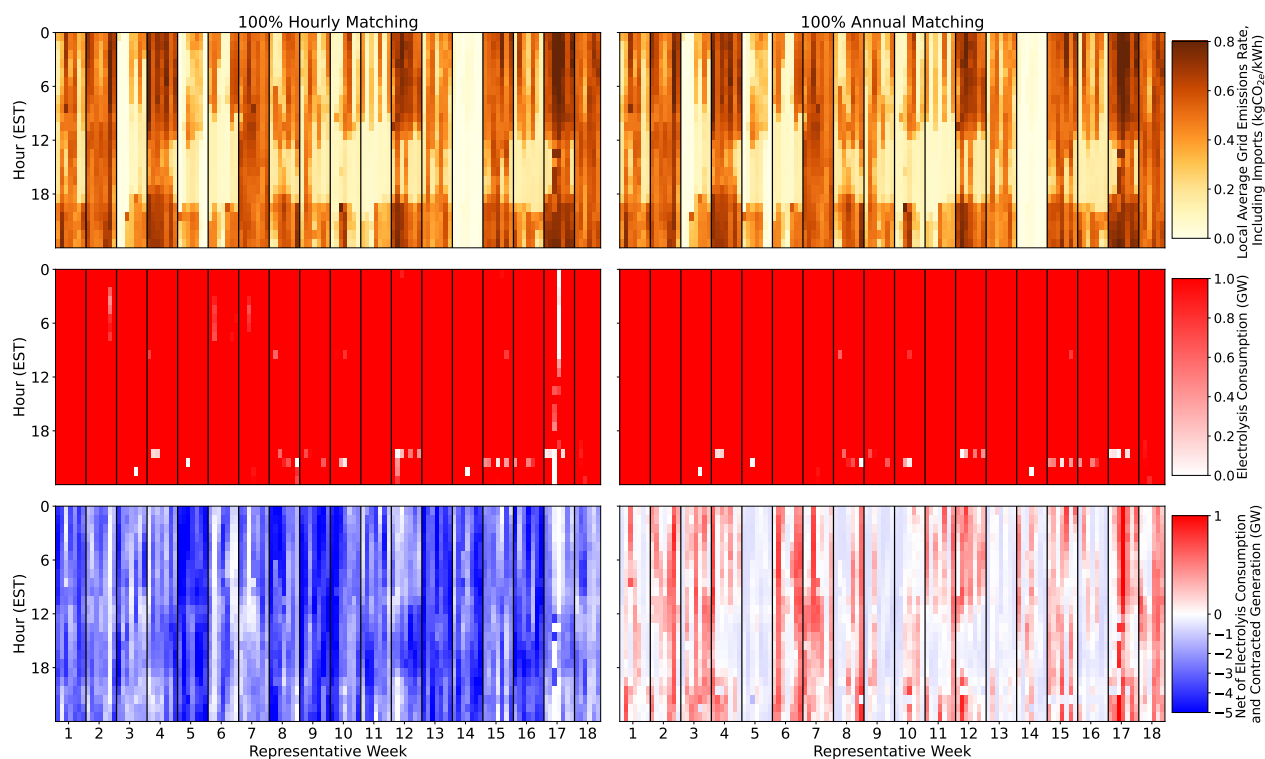 100% Hourly Matching
100% Annual Matching
0
6
12
18
Hour (EST)
0.8
0.6
0.4
0.2
0.0
Local Average Grid Emissions Rate,
Including Imports (kgCO2e/kWh)
0
6
12
18
Hour (EST)
1.0
0.8
0.6
0.4
0.2
0.0
Electrolysis Consumption (GW)
0
6
12
18
Hour (EST)
1
0
−1
−2
−3
−4
−5
Net of Electrolysis Consumption
and Contracted Generation (GW)
1 2 3 4 5 6 7 8 9 10 11 12 13 14 15 16 17 18
1 2 3 4 5 6 7 8 9 10 11 12 13 14 15 16 17 18
Representative Week
Representative Week